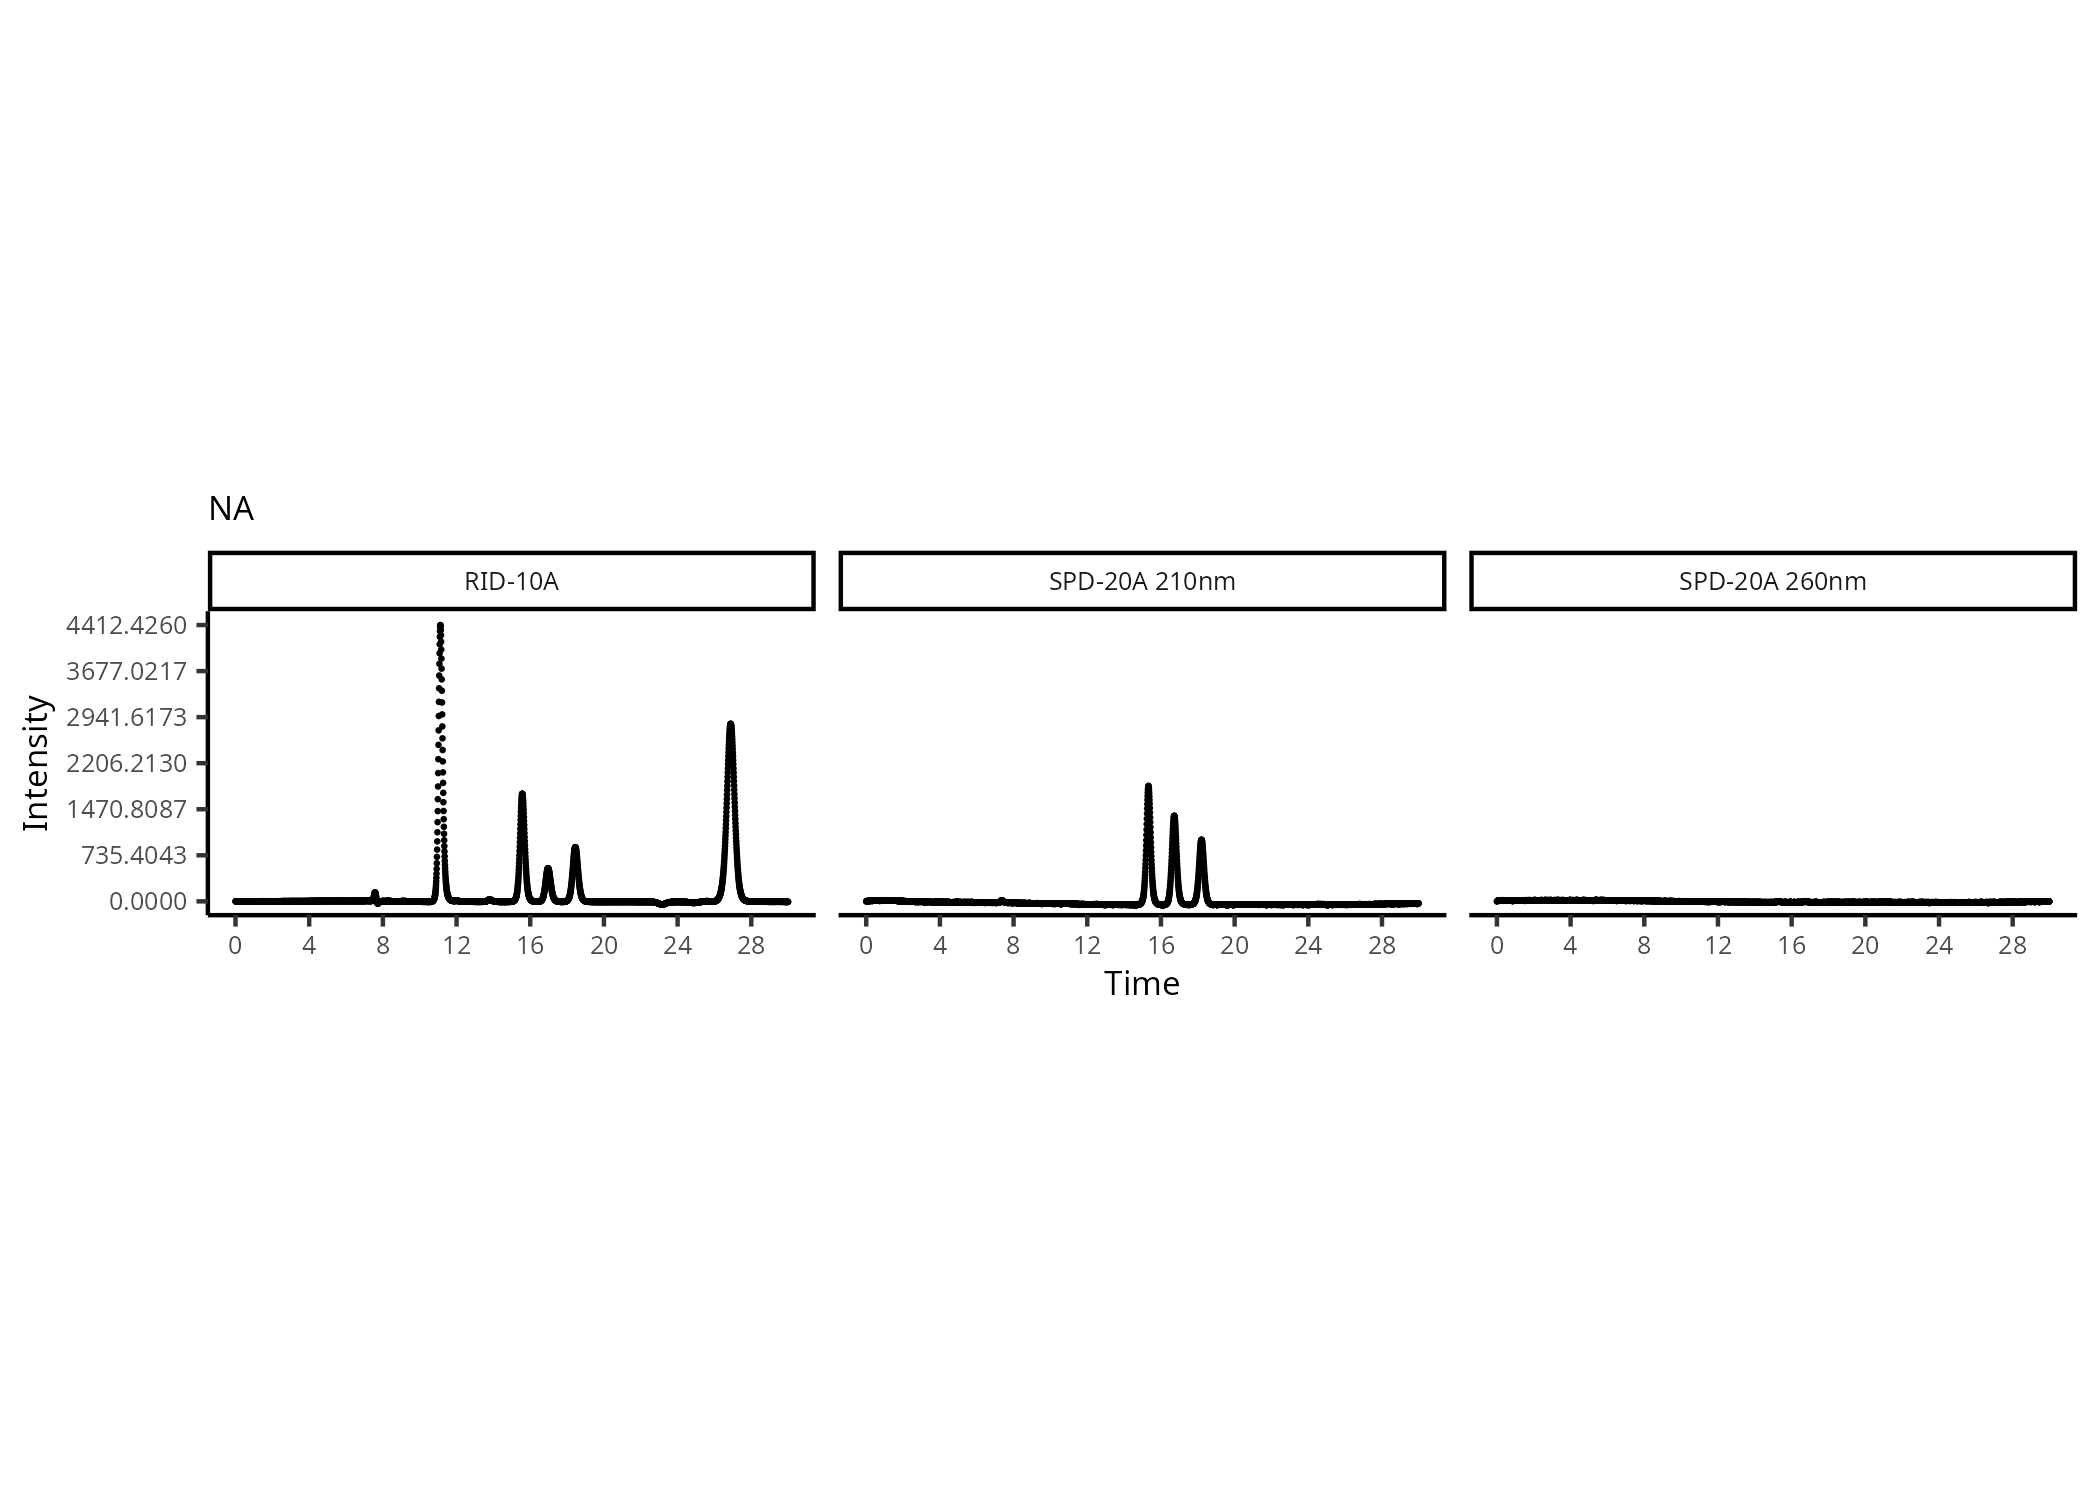 NA
RID-10A
SPD-20A 210nm
SPD-20A 260nm
Intensity
4412.4260
3677.0217
2941.6173
2206.2130
1470.8087
735.4043
0.0000
0 4 8 12 16 20 24 28
0 4 8 12 16 20 24 28
0 4 8 12 16 20 24 28
Time